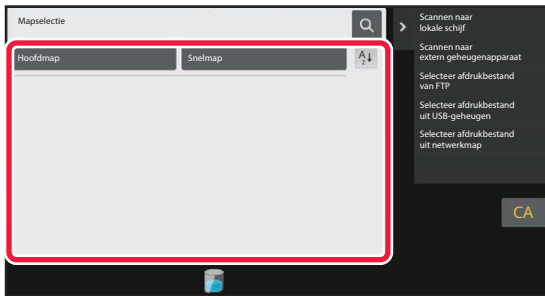 Mapselectie
Hoofdmap
Snelmap
A
Z
Scannen naar
lokale schijf
Scannen naar
extern geheugenapparaat
Selecteer afdrukbestand
van FTP
Selecteer afdrukbestand
uit USB-geheugen
Selecteer afdrukbestand
uit netwerkmap
CA